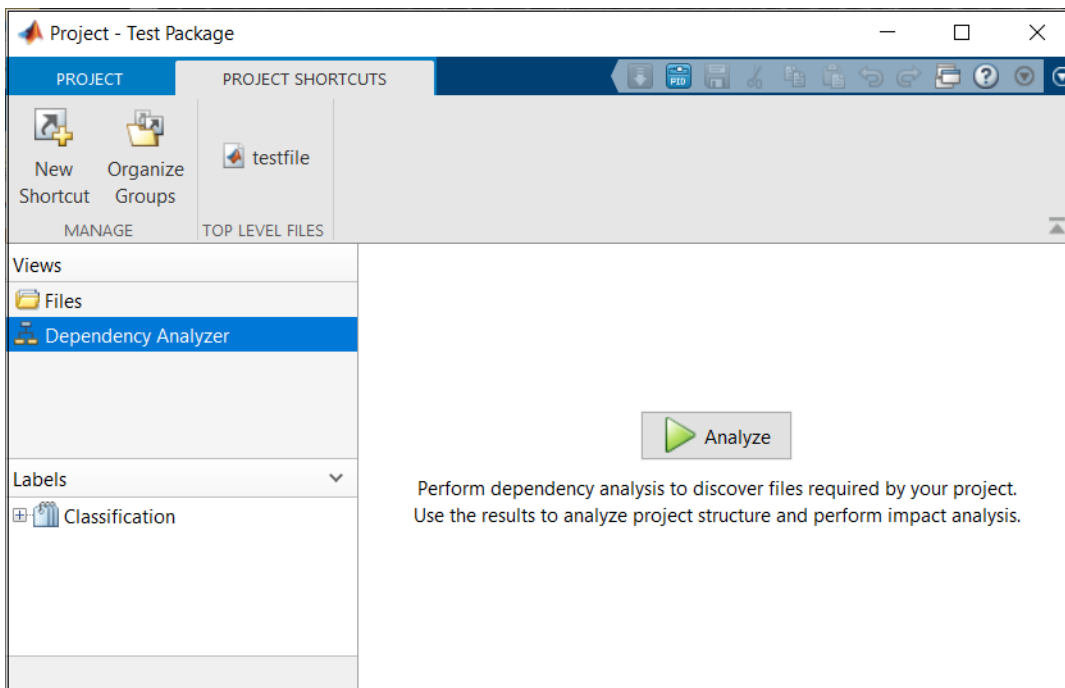 Project - Test Package
PROJECT
PROJECT SHORTCUTS
PID
New
Shortcut
Organize
Groups
testfile
MANAGE
TOP LEVEL FILES
Views
Files
Dependency Analyzer
Analyze
Labels
Perform dependency analysis to discover files required by your project.
Use the results to analyze project structure and perform impact analysis.
Classification